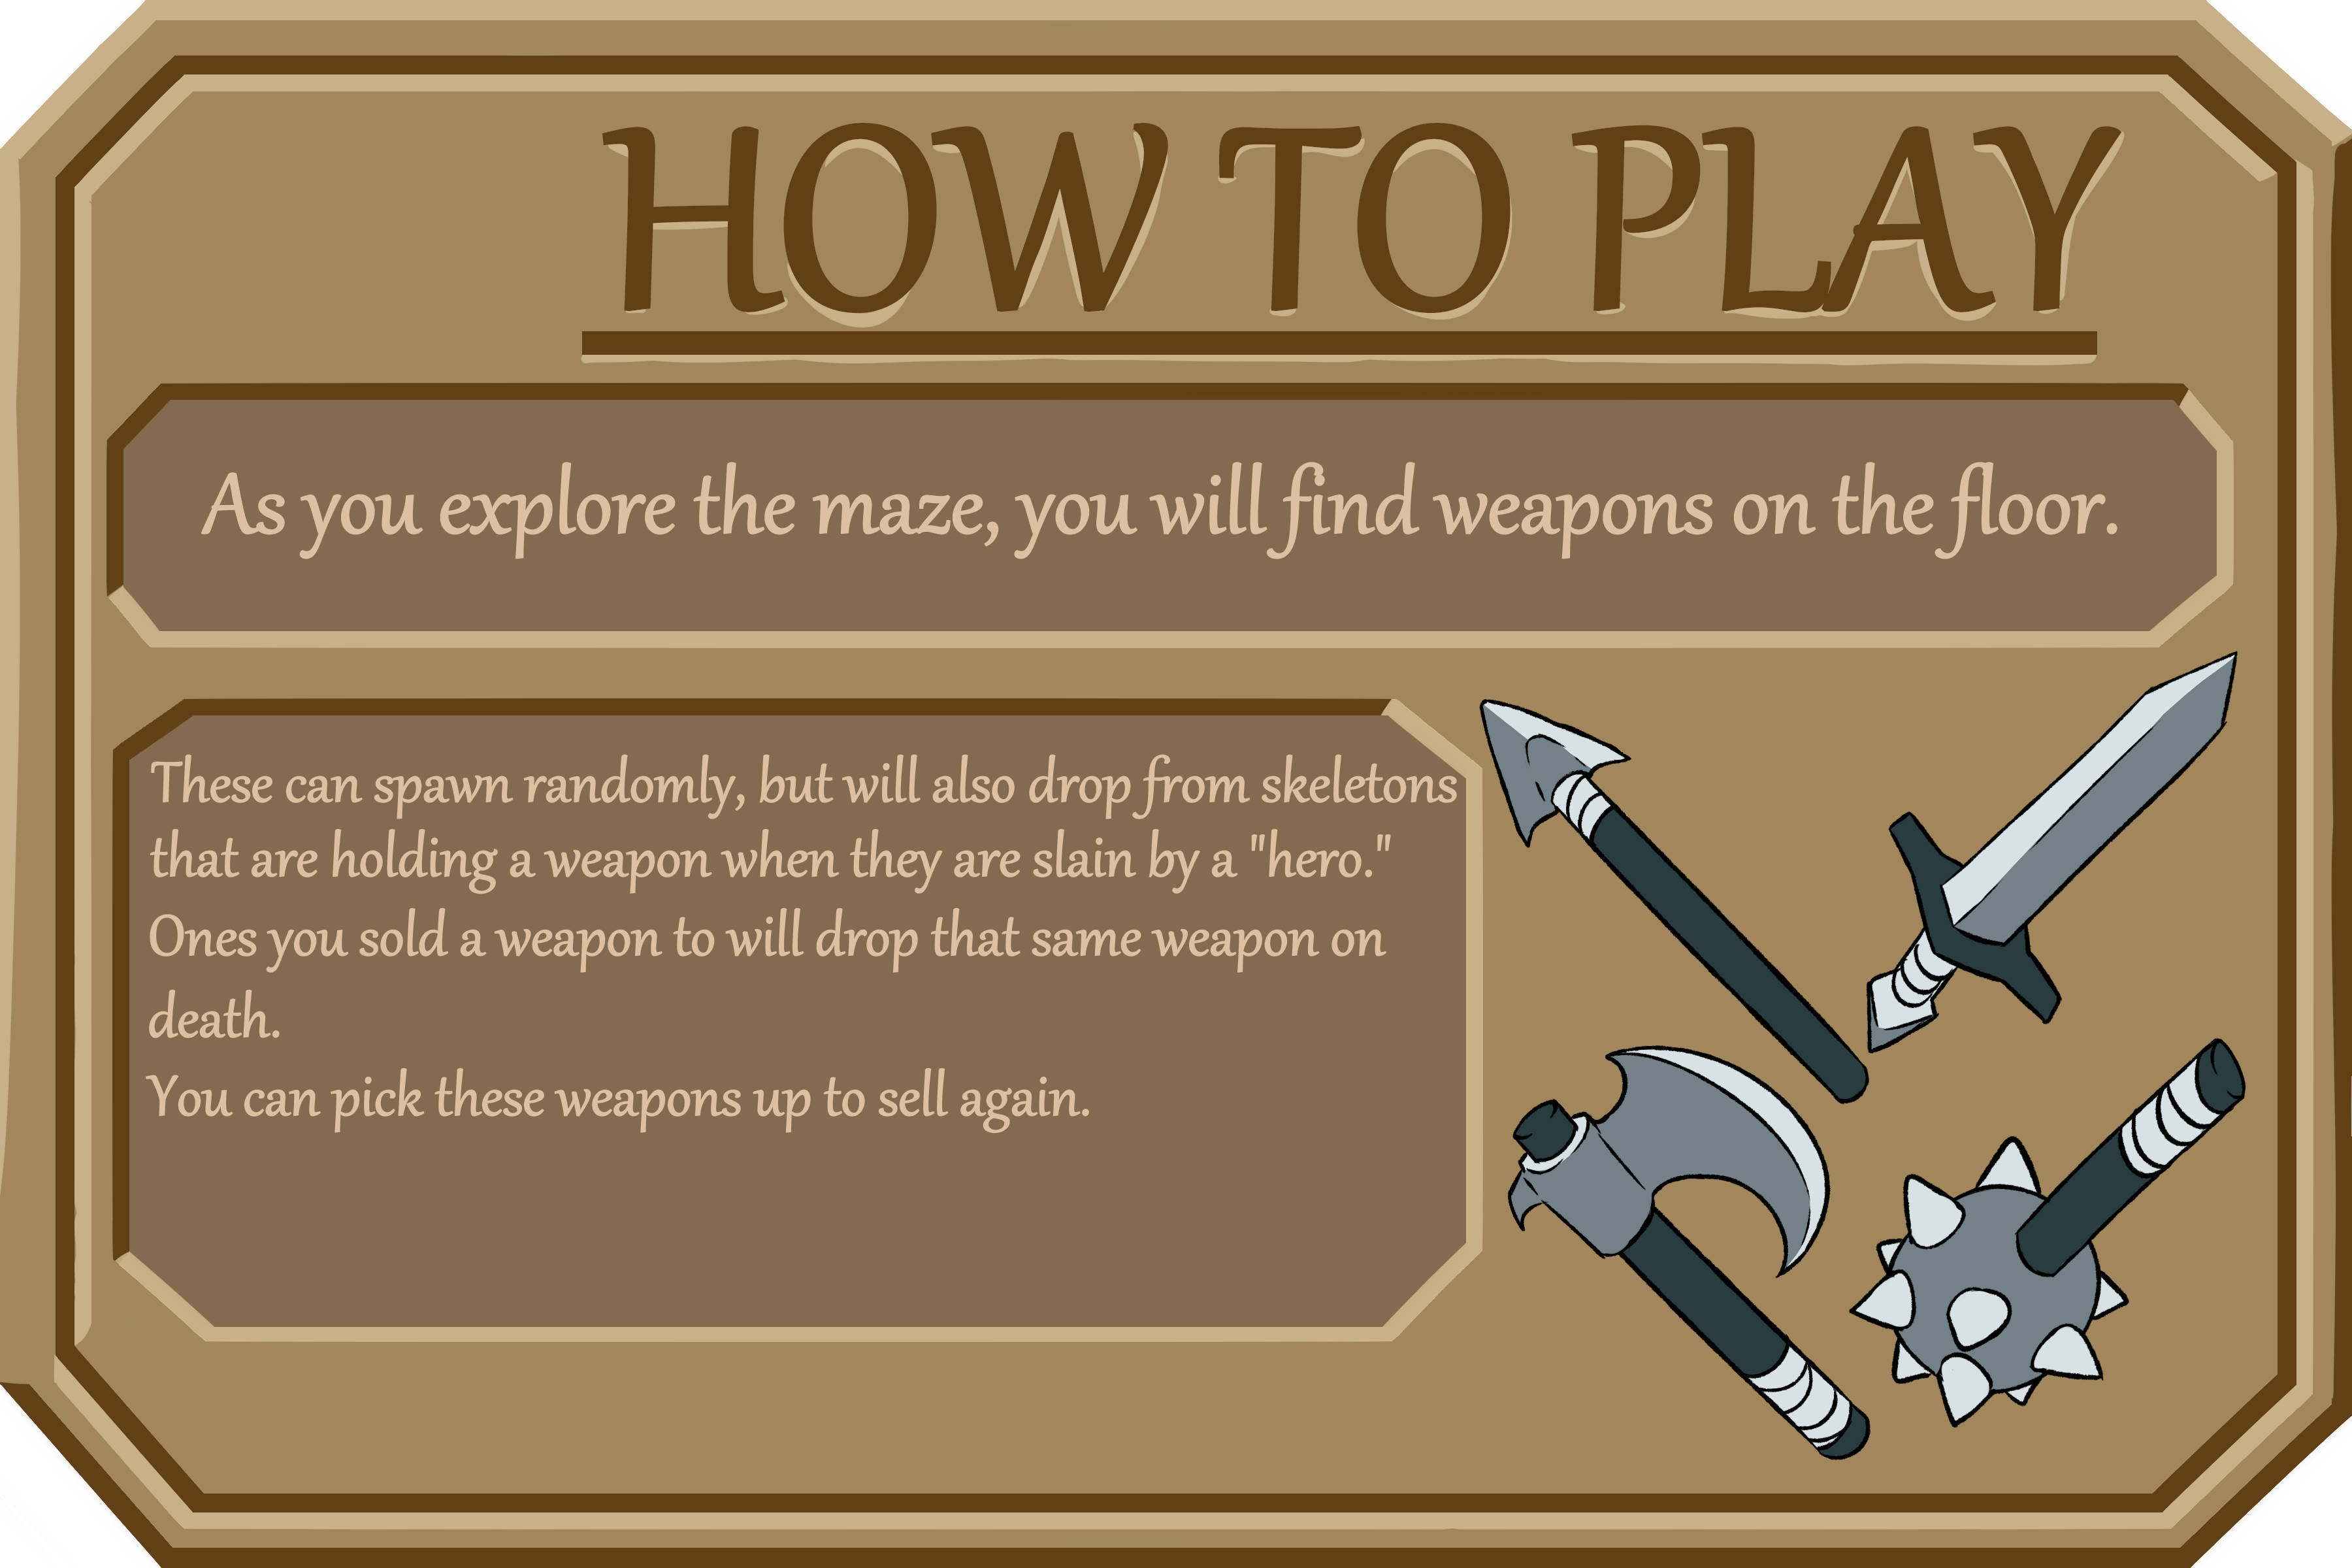 HOW TO PLAY
As you explore the maze, you will find weapons on the floor.
These can spawn randomly, but will also drop from skeletons
that are holding a weapon when they are slain by a "hero."
Ones you sold a weapon to will drop that same weapon on
death.
You can pick these weapons up to sell again.